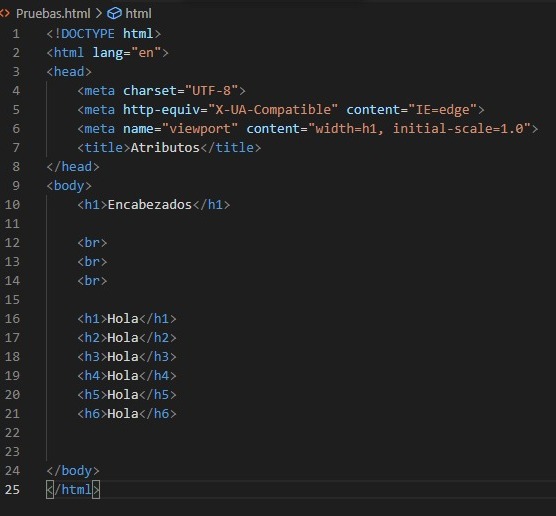 Pruebas.html > html
1 <!DOCTYPE html>
2 <html lang="en">
3 <head>
4 <meta charset="UTF-8">
5 <meta http-equiv="X-UA-Compatible" content="IE=edge">
6 <meta name="viewport" content="width=h1, initial-scale=1.0">
7 <title>Atributos</title>
8 </head>
9 <body>
10 <h1>Encabezados</h1>
11
12 <br>
13 <br>
14 <br>
15
16 <h1>Hola</h1>
17 <h2>Hola</h2>
18 <h3>Hola</h3>
19 <h4>Hola</h4>
20 <h5>Hola</h5>
21 <h6>Hola</h6>
22
23
24 </body>
25 </html>